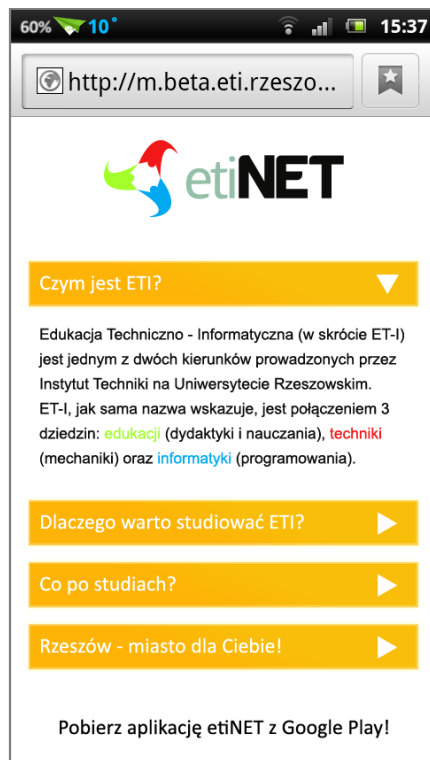 60% 10° 15:37
http://m.beta.eti.rzeszo...
etiNET
Czym jest ETI?
Edukacja Techniczno - Informatyczna (w skrócie ET-I)
jest jednym z dwóch kierunków prowadzonych przez
Instytut Techniki na Uniwersytecie Rzeszowskim.
ET-I, jak sama nazwa wskazuje, jest połączeniem 3
dziedzin: edukacji (dydaktyki i nauczania), techniki
(mechaniki) oraz informatyki (programowania).
Dlaczego warto studiować ETI?
Co po studiach?
Rzeszów - miasto dla Ciebie!
Pobierz aplikację etiNET z Google Play!